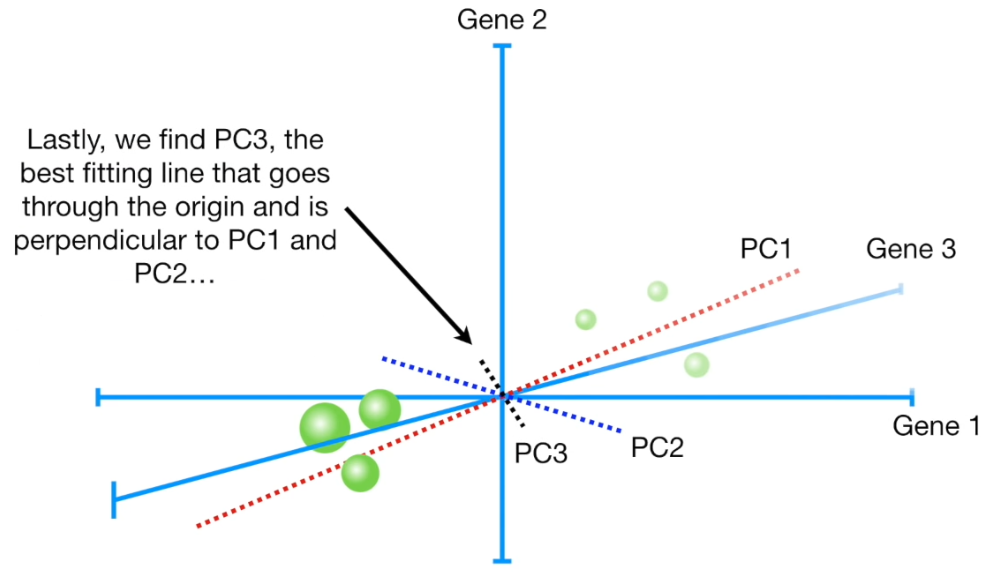 Gene 2
Lastly, we find PC3, the
best fitting line that goes
through the origin and is
perpendicular to PC1 and
PC2…
PC1
Gene 3
Gene 1
PC2
PC3